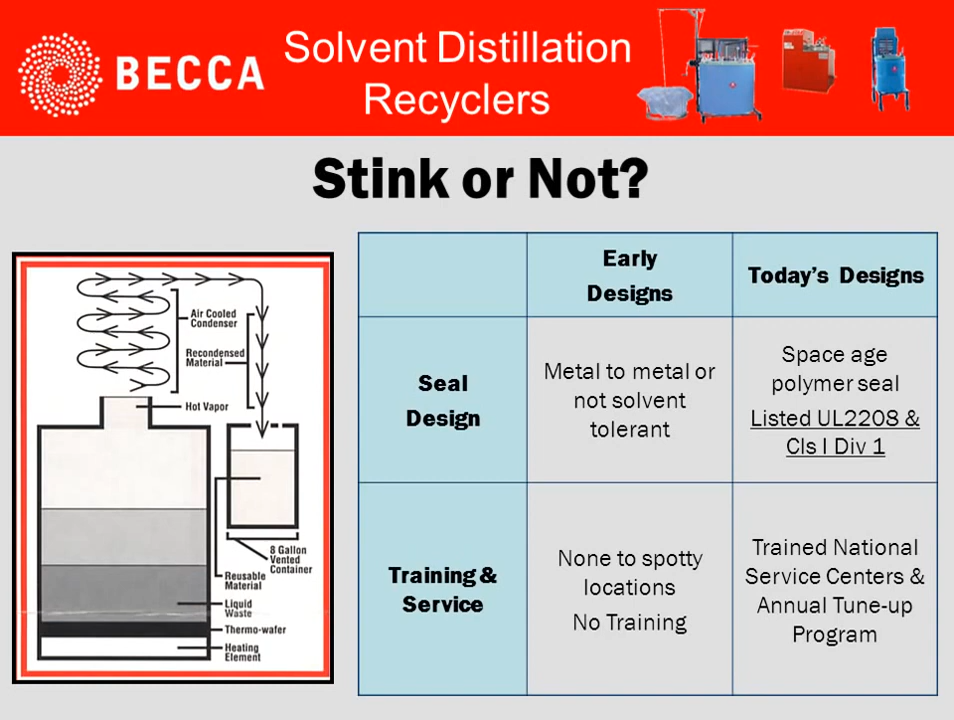 BECCA
Solvent Distillation
Recyclers
Stink or Not?
Air Cooled
Condenser
Recondensed
Material
Hot Vapor
8 Gallon
Vented
Container
Reusable
Material
Liquid
Waste
Thermo-wafer
Heating
Element
Early
Designs
Today's Designs
Seal
Design
Metal to metal or
not solvent
tolerant
Space age
polymer seal
Listed UL2208 &
Cls I Div 1
Training &
Service
None to spotty
locations
No Training
Trained National
Service Centers &
Annual Tune-up
Program